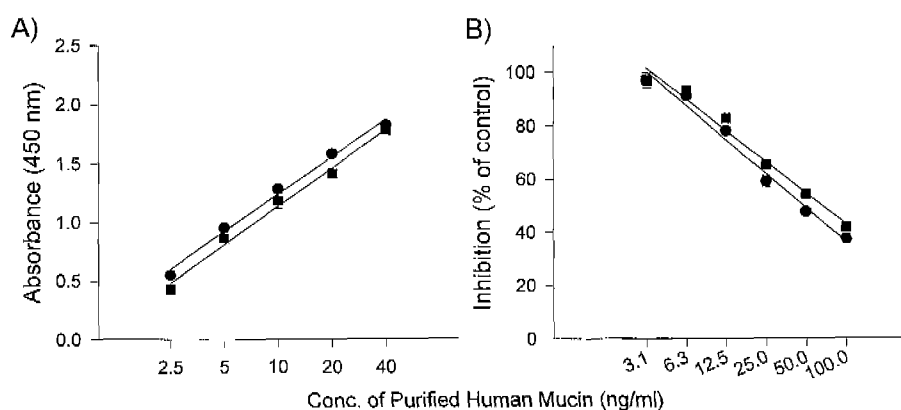 A)
Absorbance (450 nm)
2.5
2.0
1.5
1.0
0.5
0.0
2.5 5 10 20 40
B)
Inhibition (% of control)
100
80
60
40
20
0
3.1 6.3 12.5 25.0 50.0 100.0
Conc. of Purified Human Mucin (ng/ml)